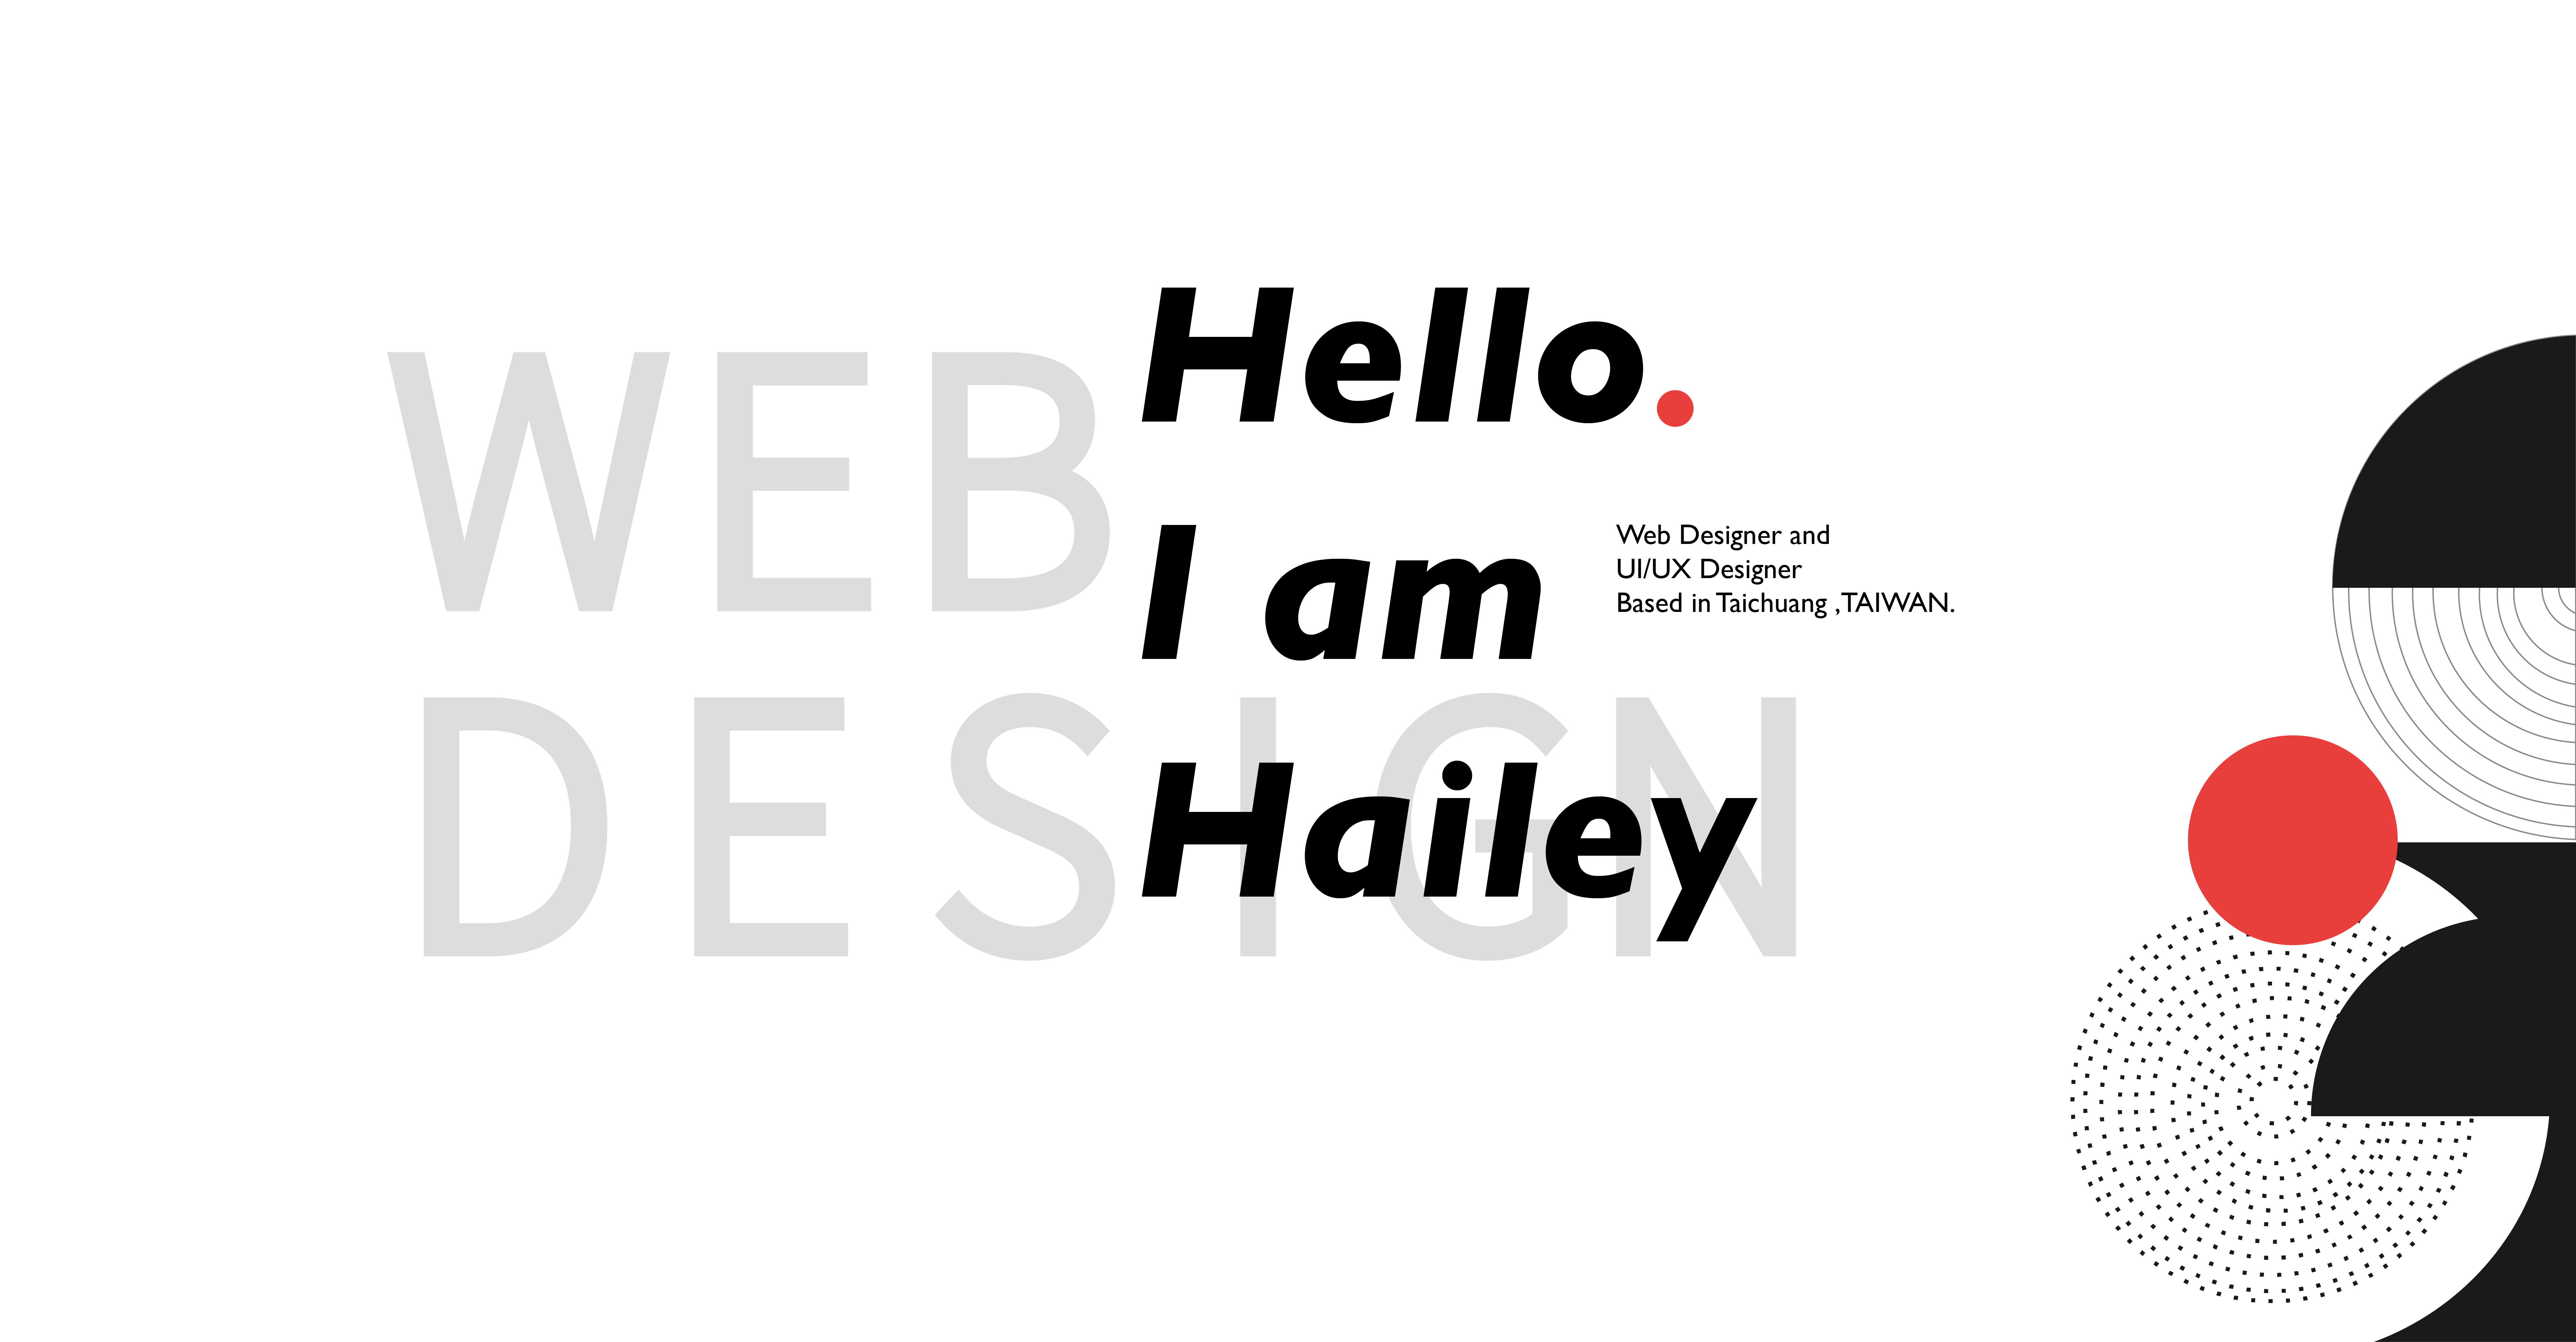 WEB
DESIGN
Hello.
I am
Hailey
Web Designer and
UI/UX Designer
Based in Taichuang ,TAIWAN.